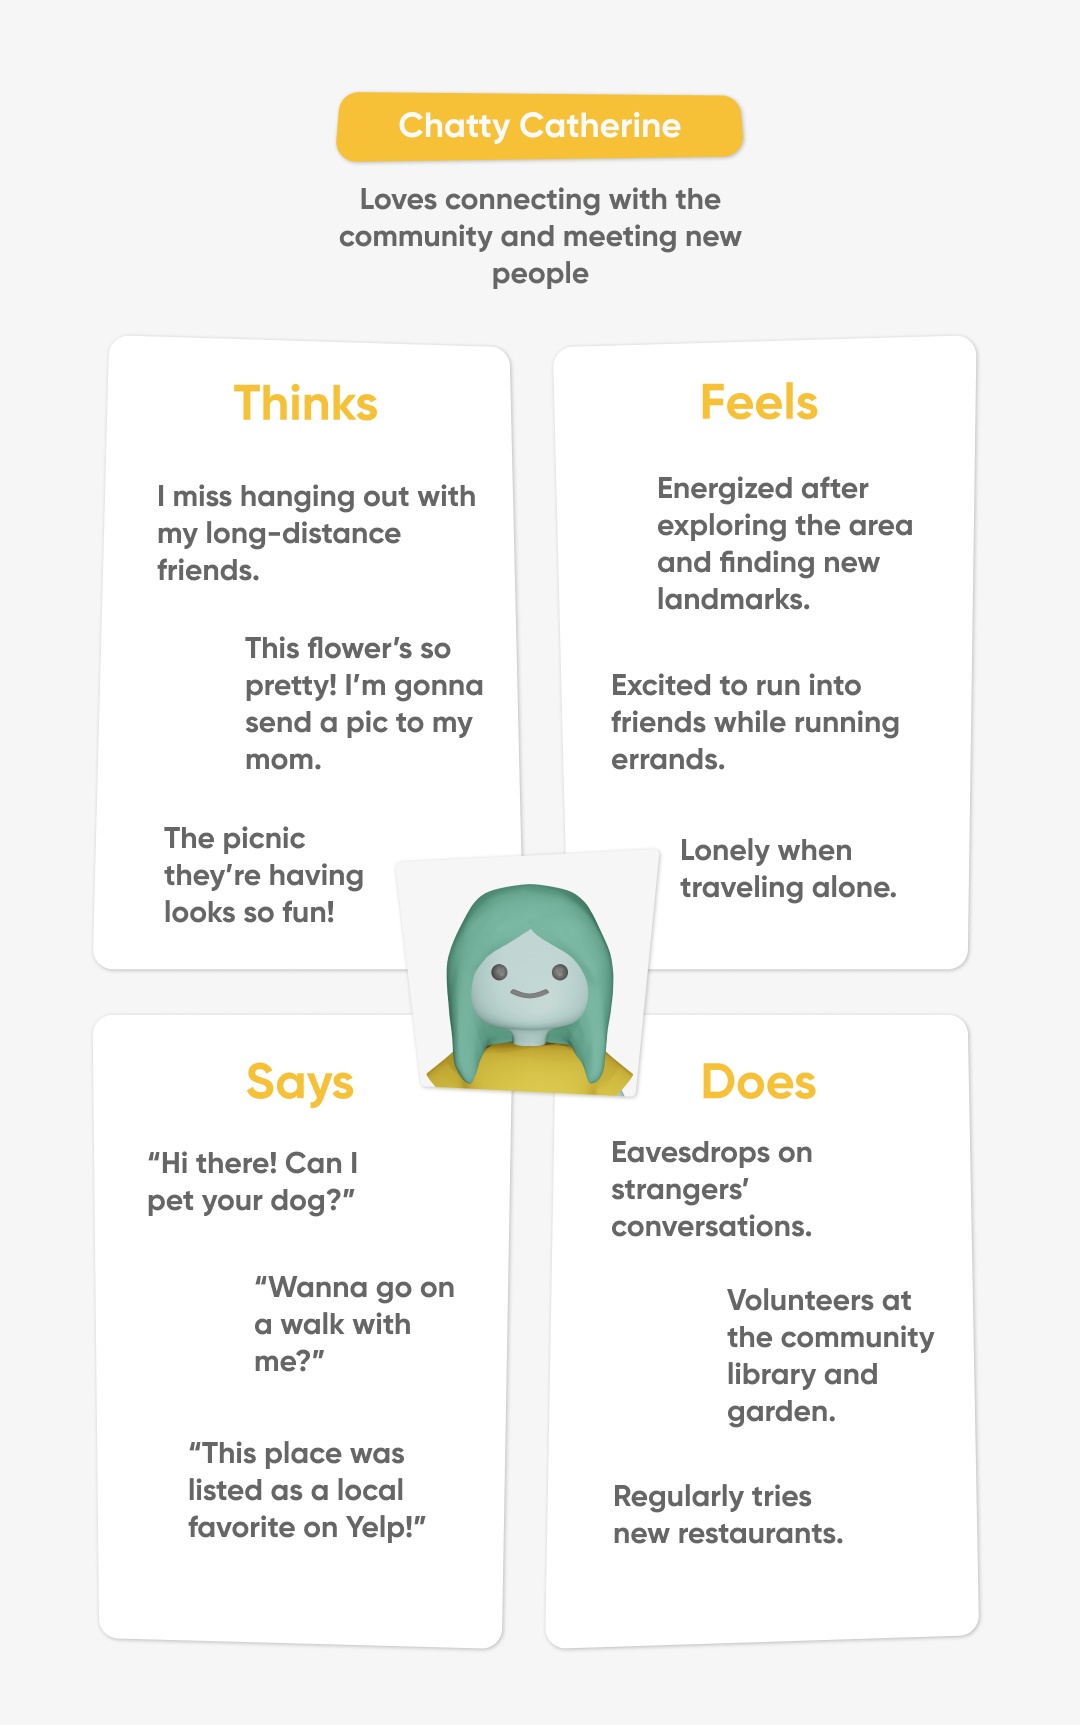 Chatty Catherine
Loves connecting with the
community and meeting new
people
Thinks
I miss hanging out with
my long-distance
friends.
This flower’s so
pretty! I’m gonna
send a pic to my
mom.
The picnic
they’re having
looks so fun!
Feels
Energized after
exploring the area
and finding new
landmarks.
Excited to run into
friends while running
errands.
Lonely when
traveling alone.
Says
“Hi there! Can I
pet your dog?”
“Wanna go on
a walk with
me?”
“This place was
listed as a local
favorite on Yelp!”
Does
Eavesdrops on
strangers’
conversations.
Volunteers at
the community
library and
garden.
Regularly tries
new restaurants.